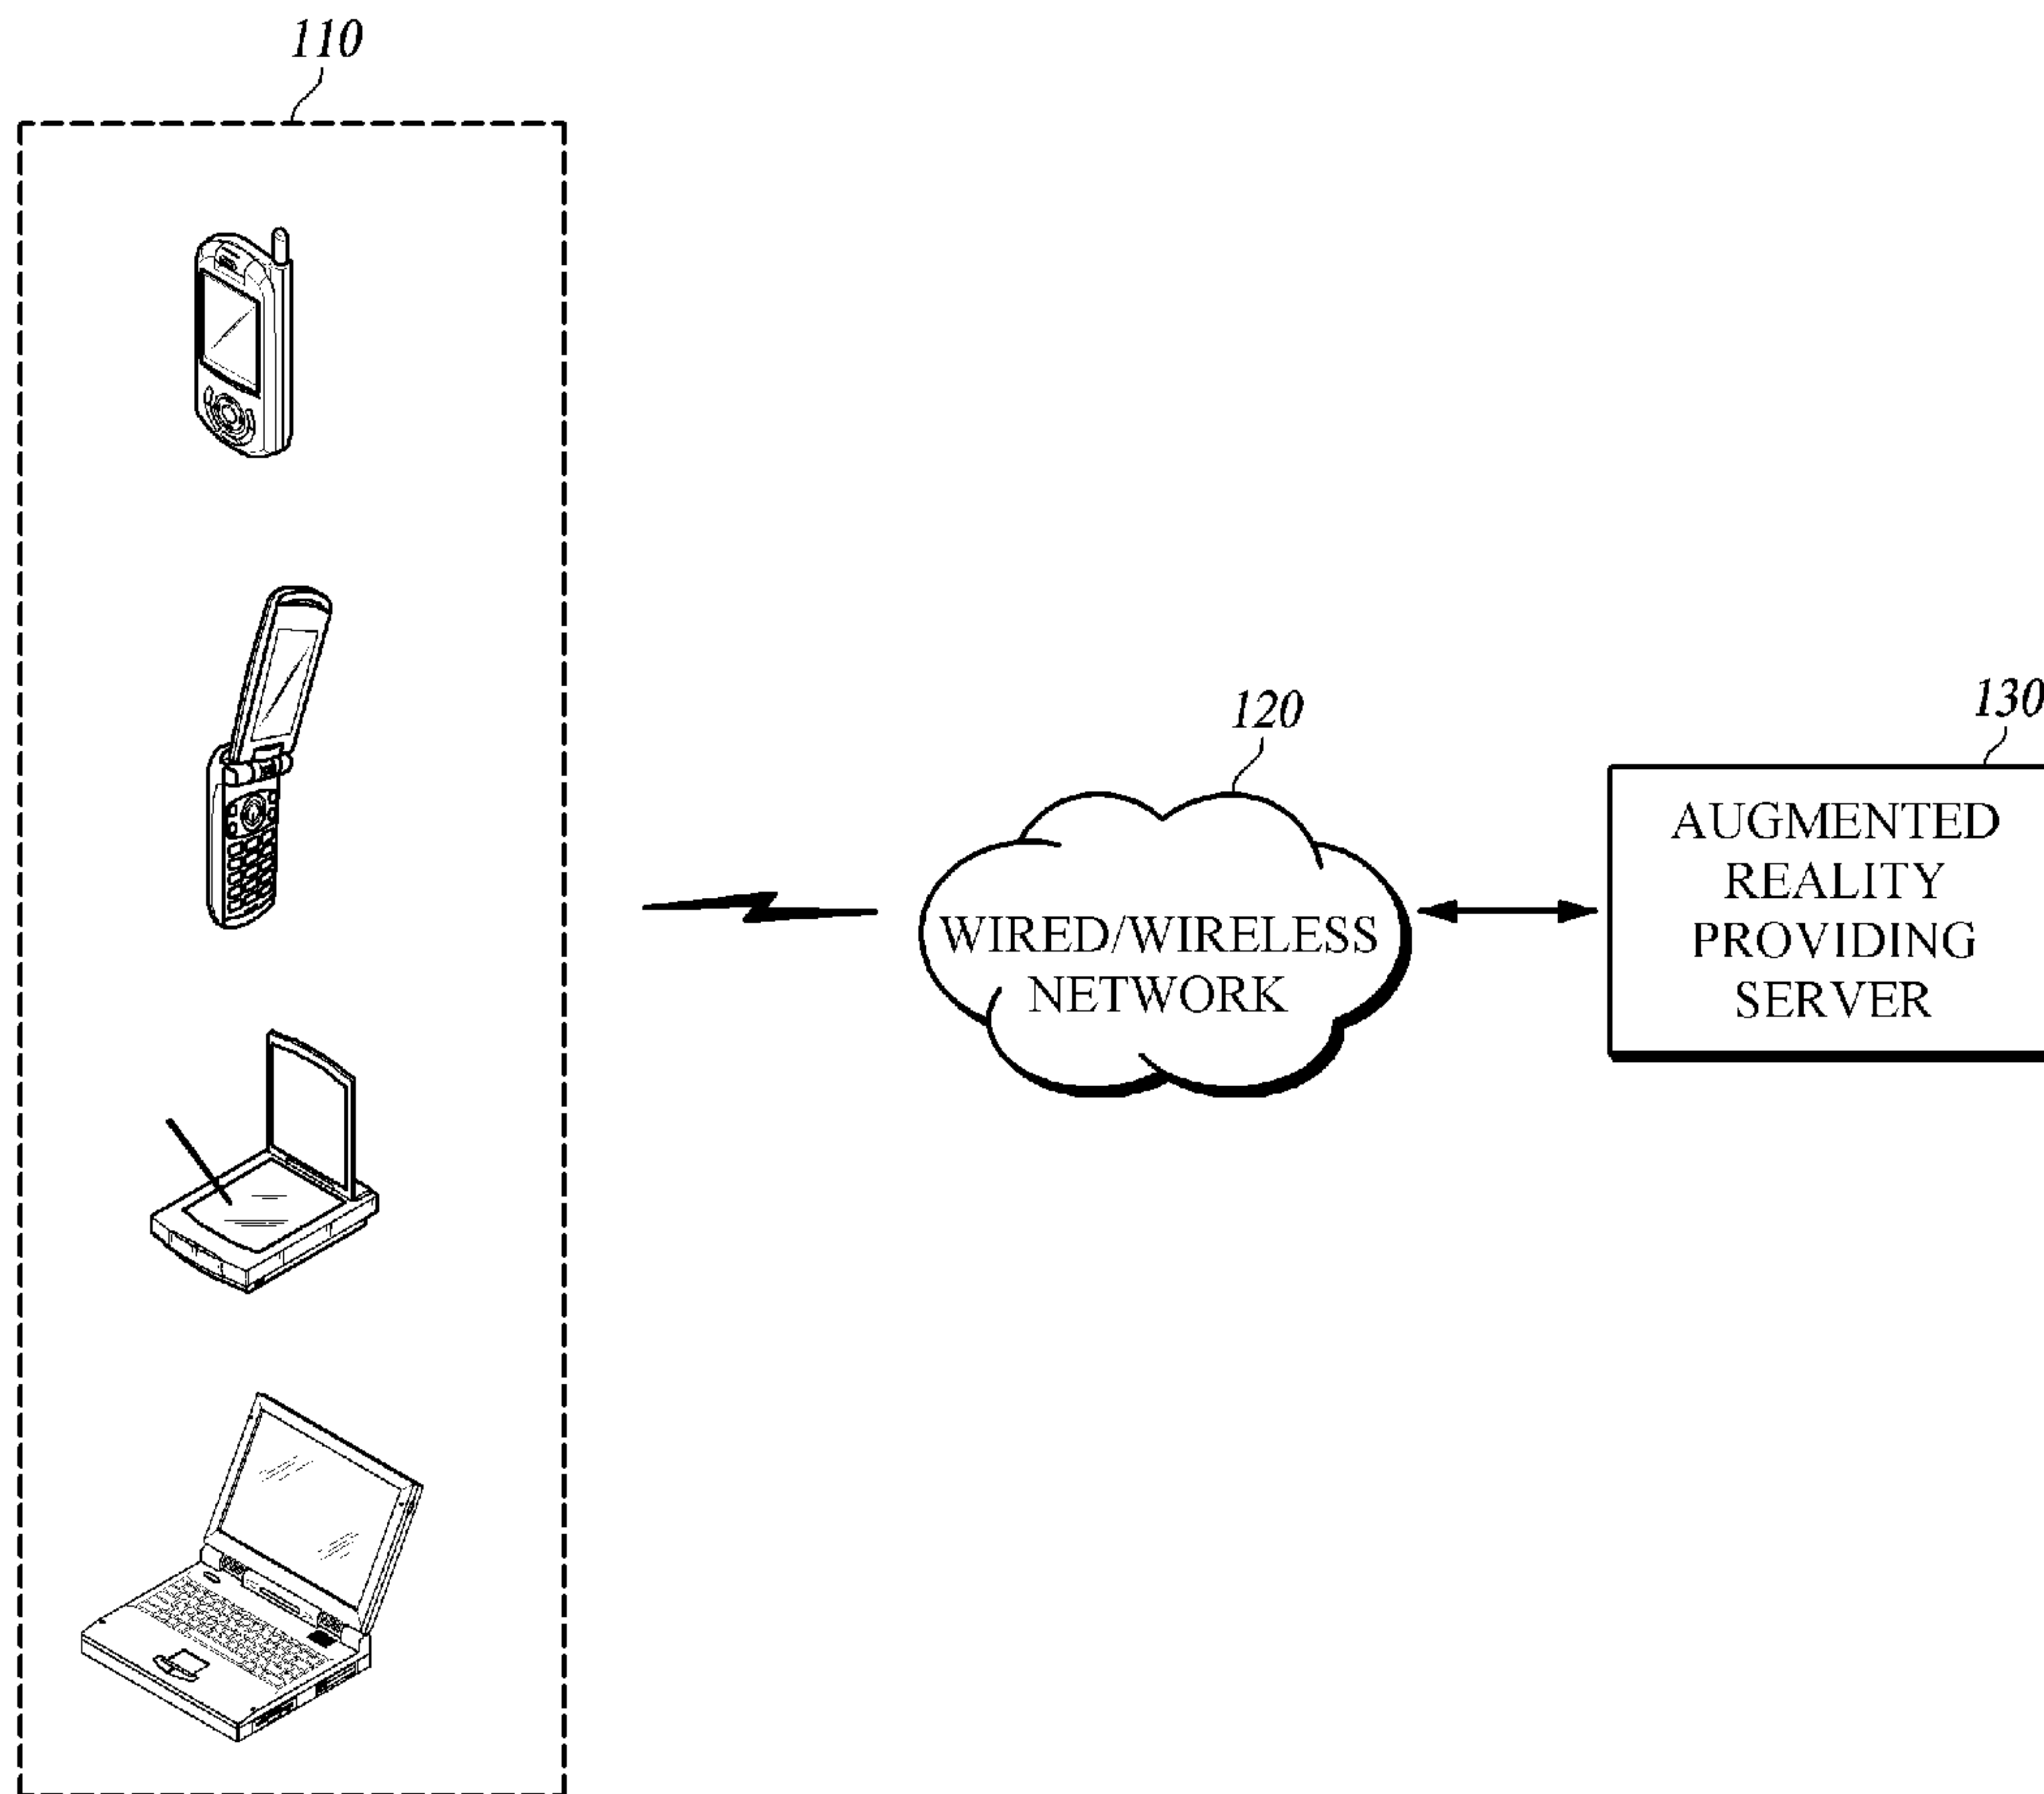 110
120
130
WIRED/WIRELESS
NETWORK
AUGMENTED
REALITY
PROVIDING
SERVER